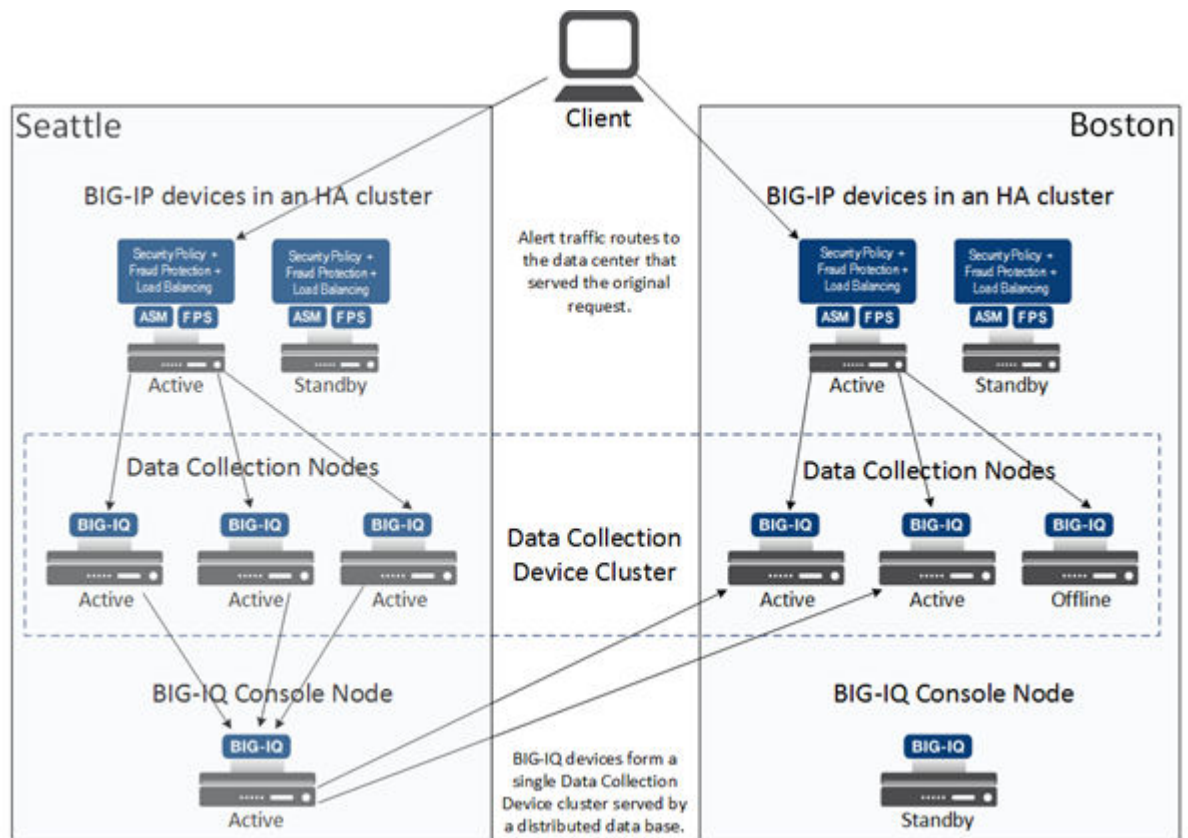 Client
Seattle
BIG-IP devices in an HA cluster
Security Policy +
Fraud Protection +
Load Balancing
ASM FPS
Active
Security Policy +
Fraud Protection +
Load Balancing
ASM FPS
Standby
Alert traffic routes to
the data center that
served the original
request.
Boston
BIG-IP devices in an HA cluster
Security Policy +
Fraud Protection +
Load Balancing
ASM FPS
Active
Security Policy +
Fraud Protection +
Load Balancing
ASM FPS
Standby
Data Collection Nodes
BIG-IQ
Active
BIG-IQ
Active
BIG-IQ
Active
Data Collection
Device Cluster
Data Collection Nodes
BIG-IQ
Active
BIG-IQ
Active
BIG-IQ
Offline
BIG-IQ Console Node
BIG-IQ
Active
BIG-IQ devices form a
single Data Collection
Device cluster served by
a distributed data base.
BIG-IQ Console Node
BIG-IQ
Standby